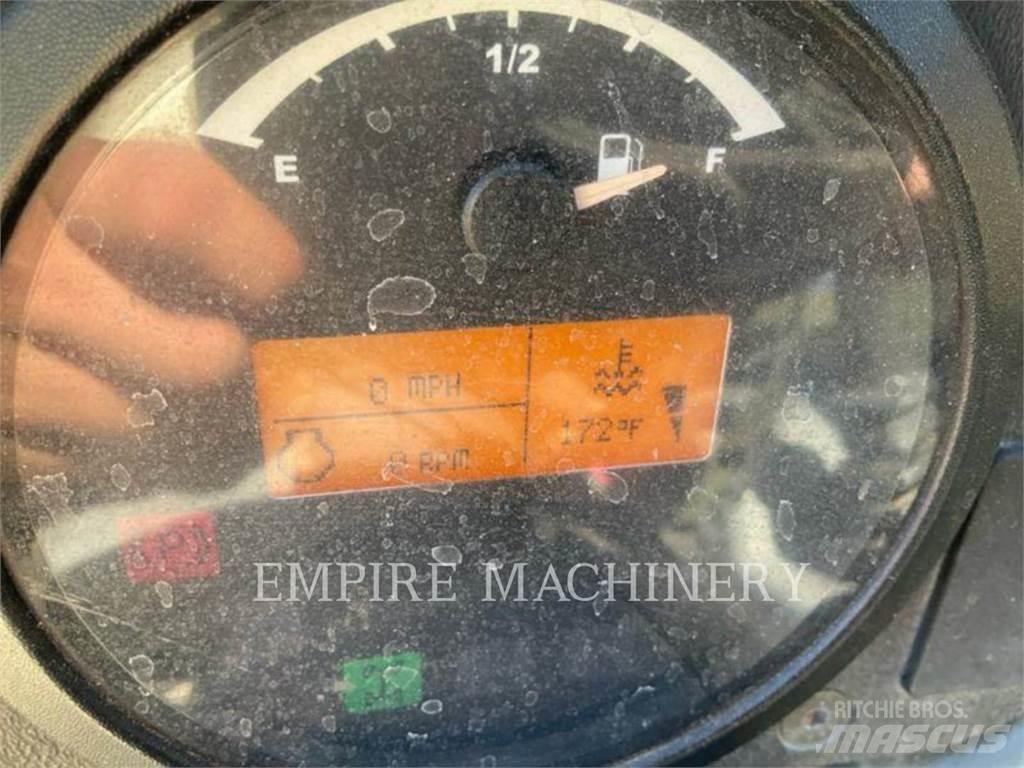 1/2
E
F
0 MPH
172°F
0 RPM
(P)
EMPIRE MACHINERY
RITCHIE BROS.
MASCUS